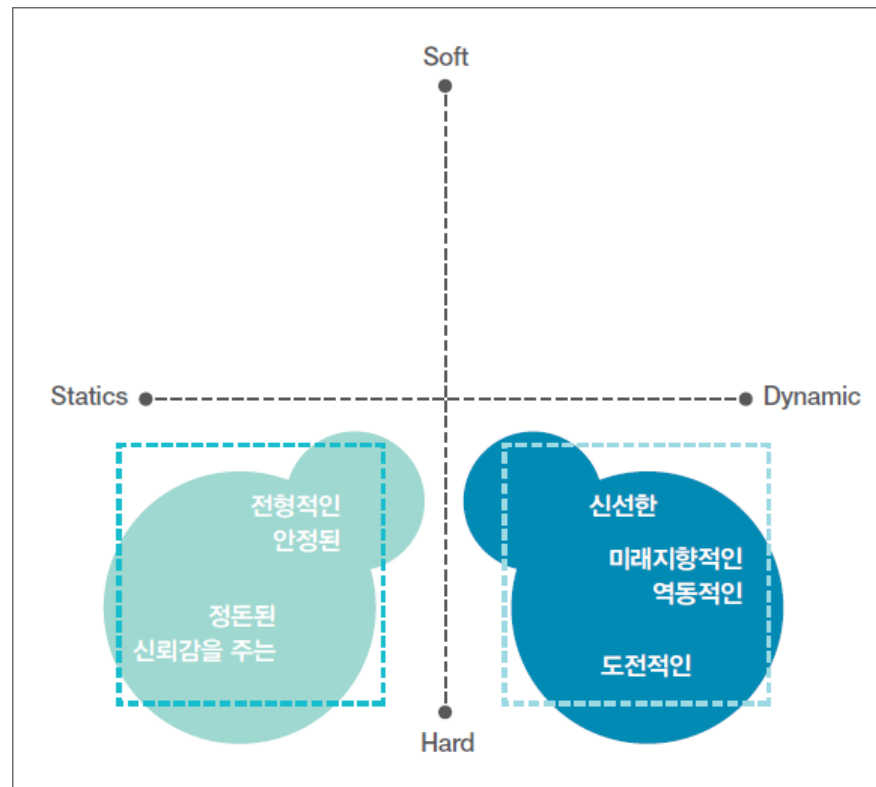 Soft
Statics
Dynamic
전형적인
안정된
정돈된
신뢰감을 주는
신선한
미래지향적인
역동적인
도전적인
Hard